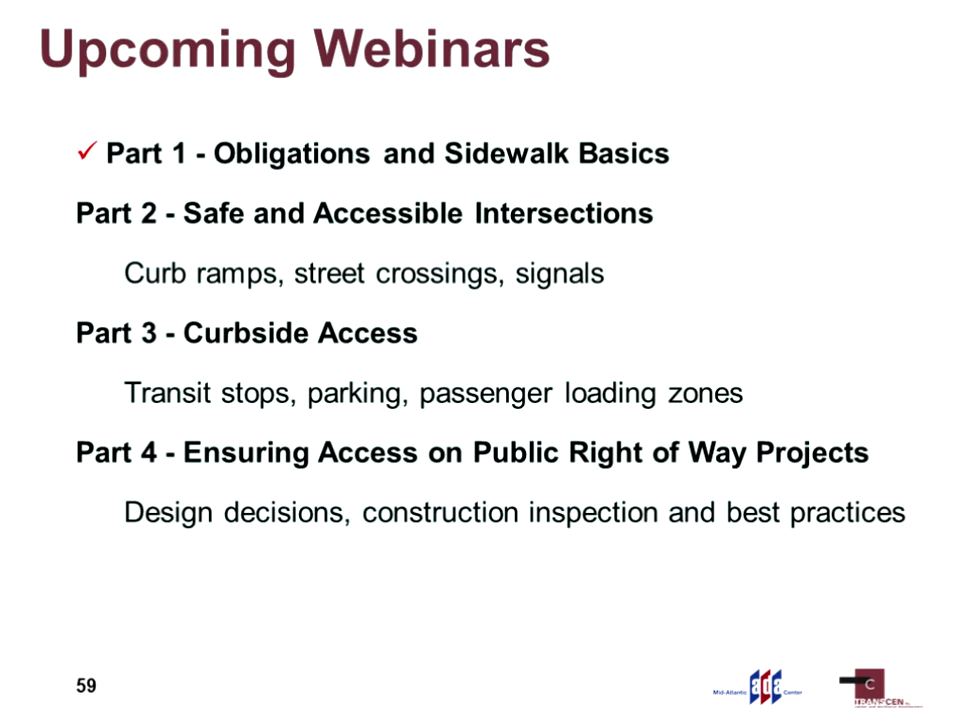 Upcoming Webinars
✓ Part 1 - Obligations and Sidewalk Basics
Part 2 - Safe and Accessible Intersections
Curb ramps, street crossings, signals
Part 3 - Curbside Access
Transit stops, parking, passenger loading zones
Part 4 - Ensuring Access on Public Right of Way Projects
Design decisions, construction inspection and best practices
59
Mid-Atlantic ada Center
C
TRANSCEN